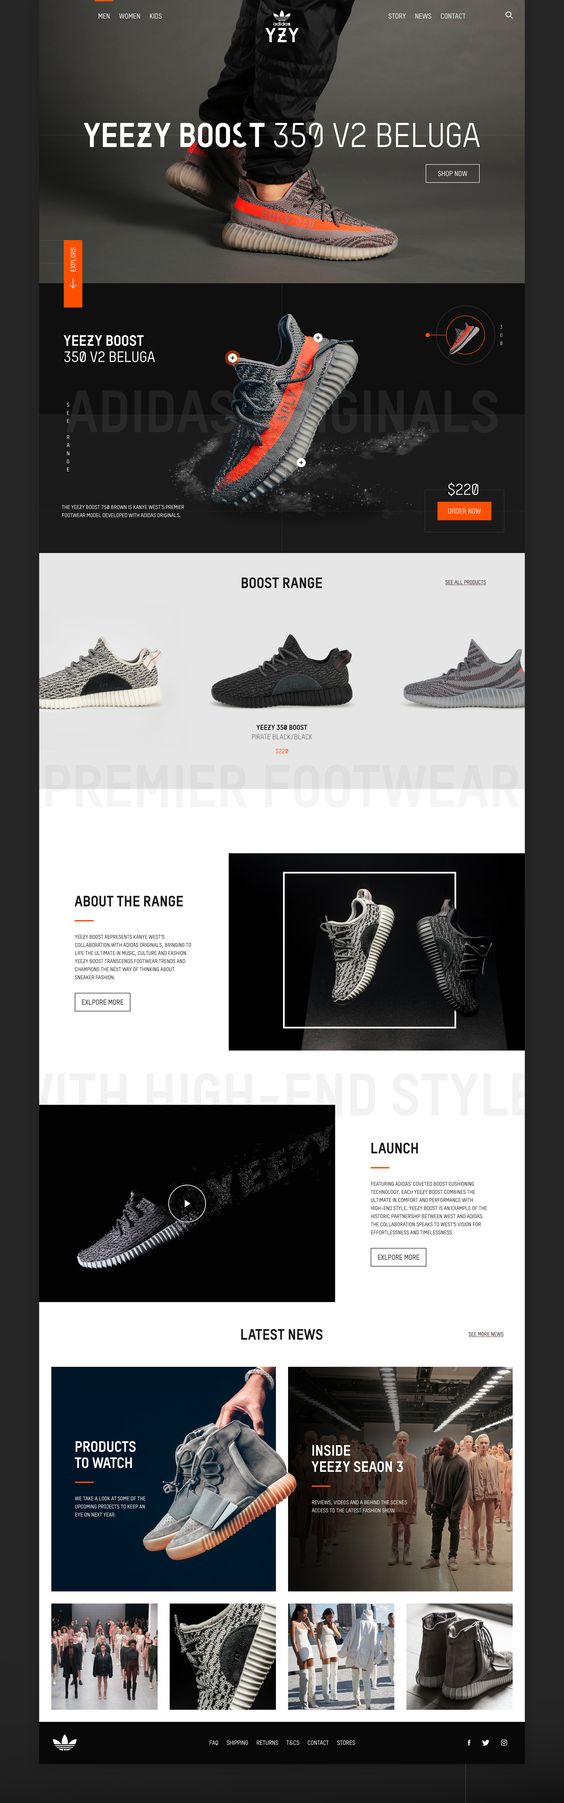 MEN WOMEN KIDS
adidas
YZY
STORY NEWS CONTACT
YEEZY BOOST 350 V2 BELUGA
SHOP NOW
EXPLORE
YEEZY BOOST
350 V2 BELUGA
360
ADIDAS ORIGINALS
SEE RANGE
SPLY 350
THE YEEZY BOOST 750 BROWN IS KANYE WEST'S PREMIER
FOOTWEAR MODEL DEVELOPED WITH ADIDAS ORIGINALS.
$220
ORDER NOW
BOOST RANGE
SEE ALL PRODUCTS
YEEZY 350 BOOST
PIRATE BLACK/BLACK
$220
PREMIER FOOTWEAR
ABOUT THE RANGE
YEEZY BOOST REPRESENTS KANYE WEST'S
COLLABORATION WITH ADIDAS ORIGINALS, BRINGING TO
LIFE THE ULTIMATE IN MUSIC, CULTURE AND FASHION.
YEEZY BOOST TRANSCENDS FOOTWEAR TRENDS AND
CHAMPIONS THE NEXT WAY OF THINKING ABOUT
SNEAKER FASHION.
EXLPORE MORE
WITH HIGH-END STYLE
YEEZY
LAUNCH
FEATURING ADIDAS' COVETED BOOST CUSHIONING
TECHNOLOGY, EACH YEEZY BOOST COMBINES THE
ULTIMATE IN COMFORT AND PERFORMANCE WITH
HIGH-END STYLE. YEEZY BOOST IS AN EXAMPLE OF THE
HISTORIC PARTNERSHIP BETWEEN WEST AND ADIDAS.
THE COLLABORATION SPEAKS TO WEST'S VISION FOR
EFFORTLESSNESS AND TIMELESSNESS.
EXLPORE MORE
LATEST NEWS
SEE MORE NEWS
PRODUCTS
TO WATCH
WE TAKE A LOOK AT SOME OF THE
UPCOMING PROJECTS TO KEEP AN
EYE ON NEXT YEAR.
INSIDE
YEEZY SEAON 3
REVIEWS, VIDEOS AND A BEHIND THE SCENES
ACCESS TO THE LATEST FASHION SHOW.
FAQ SHIPPING RETURNS T&CS CONTACT STORES